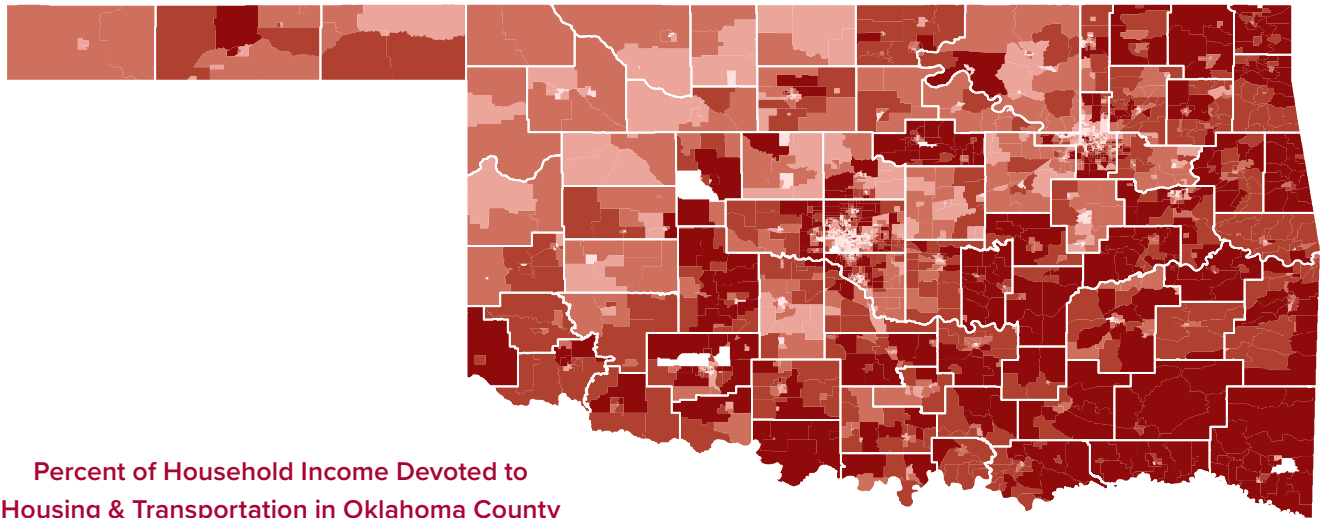 Percent of Household Income Devoted to
Housing & Transportation in Oklahoma County